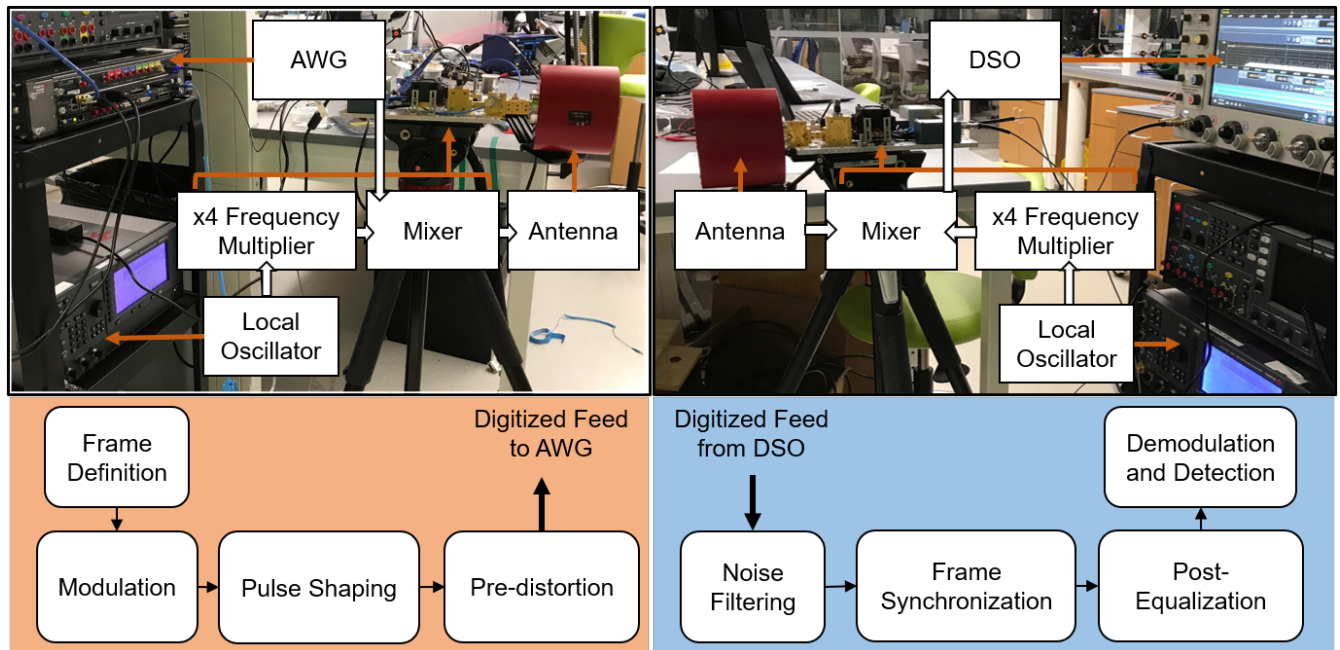 AWG
x4 Frequency
Multiplier
Mixer
Antenna
Local
Oscillator
DSO
Antenna
Mixer
x4 Frequency
Multiplier
Local
Oscillator
Frame
Definition
Digitized Feed
to AWG
Modulation
Pulse Shaping
Pre-distortion
Digitized Feed
from DSO
Demodulation
and Detection
Noise
Filtering
Frame
Synchronization
Post-
Equalization